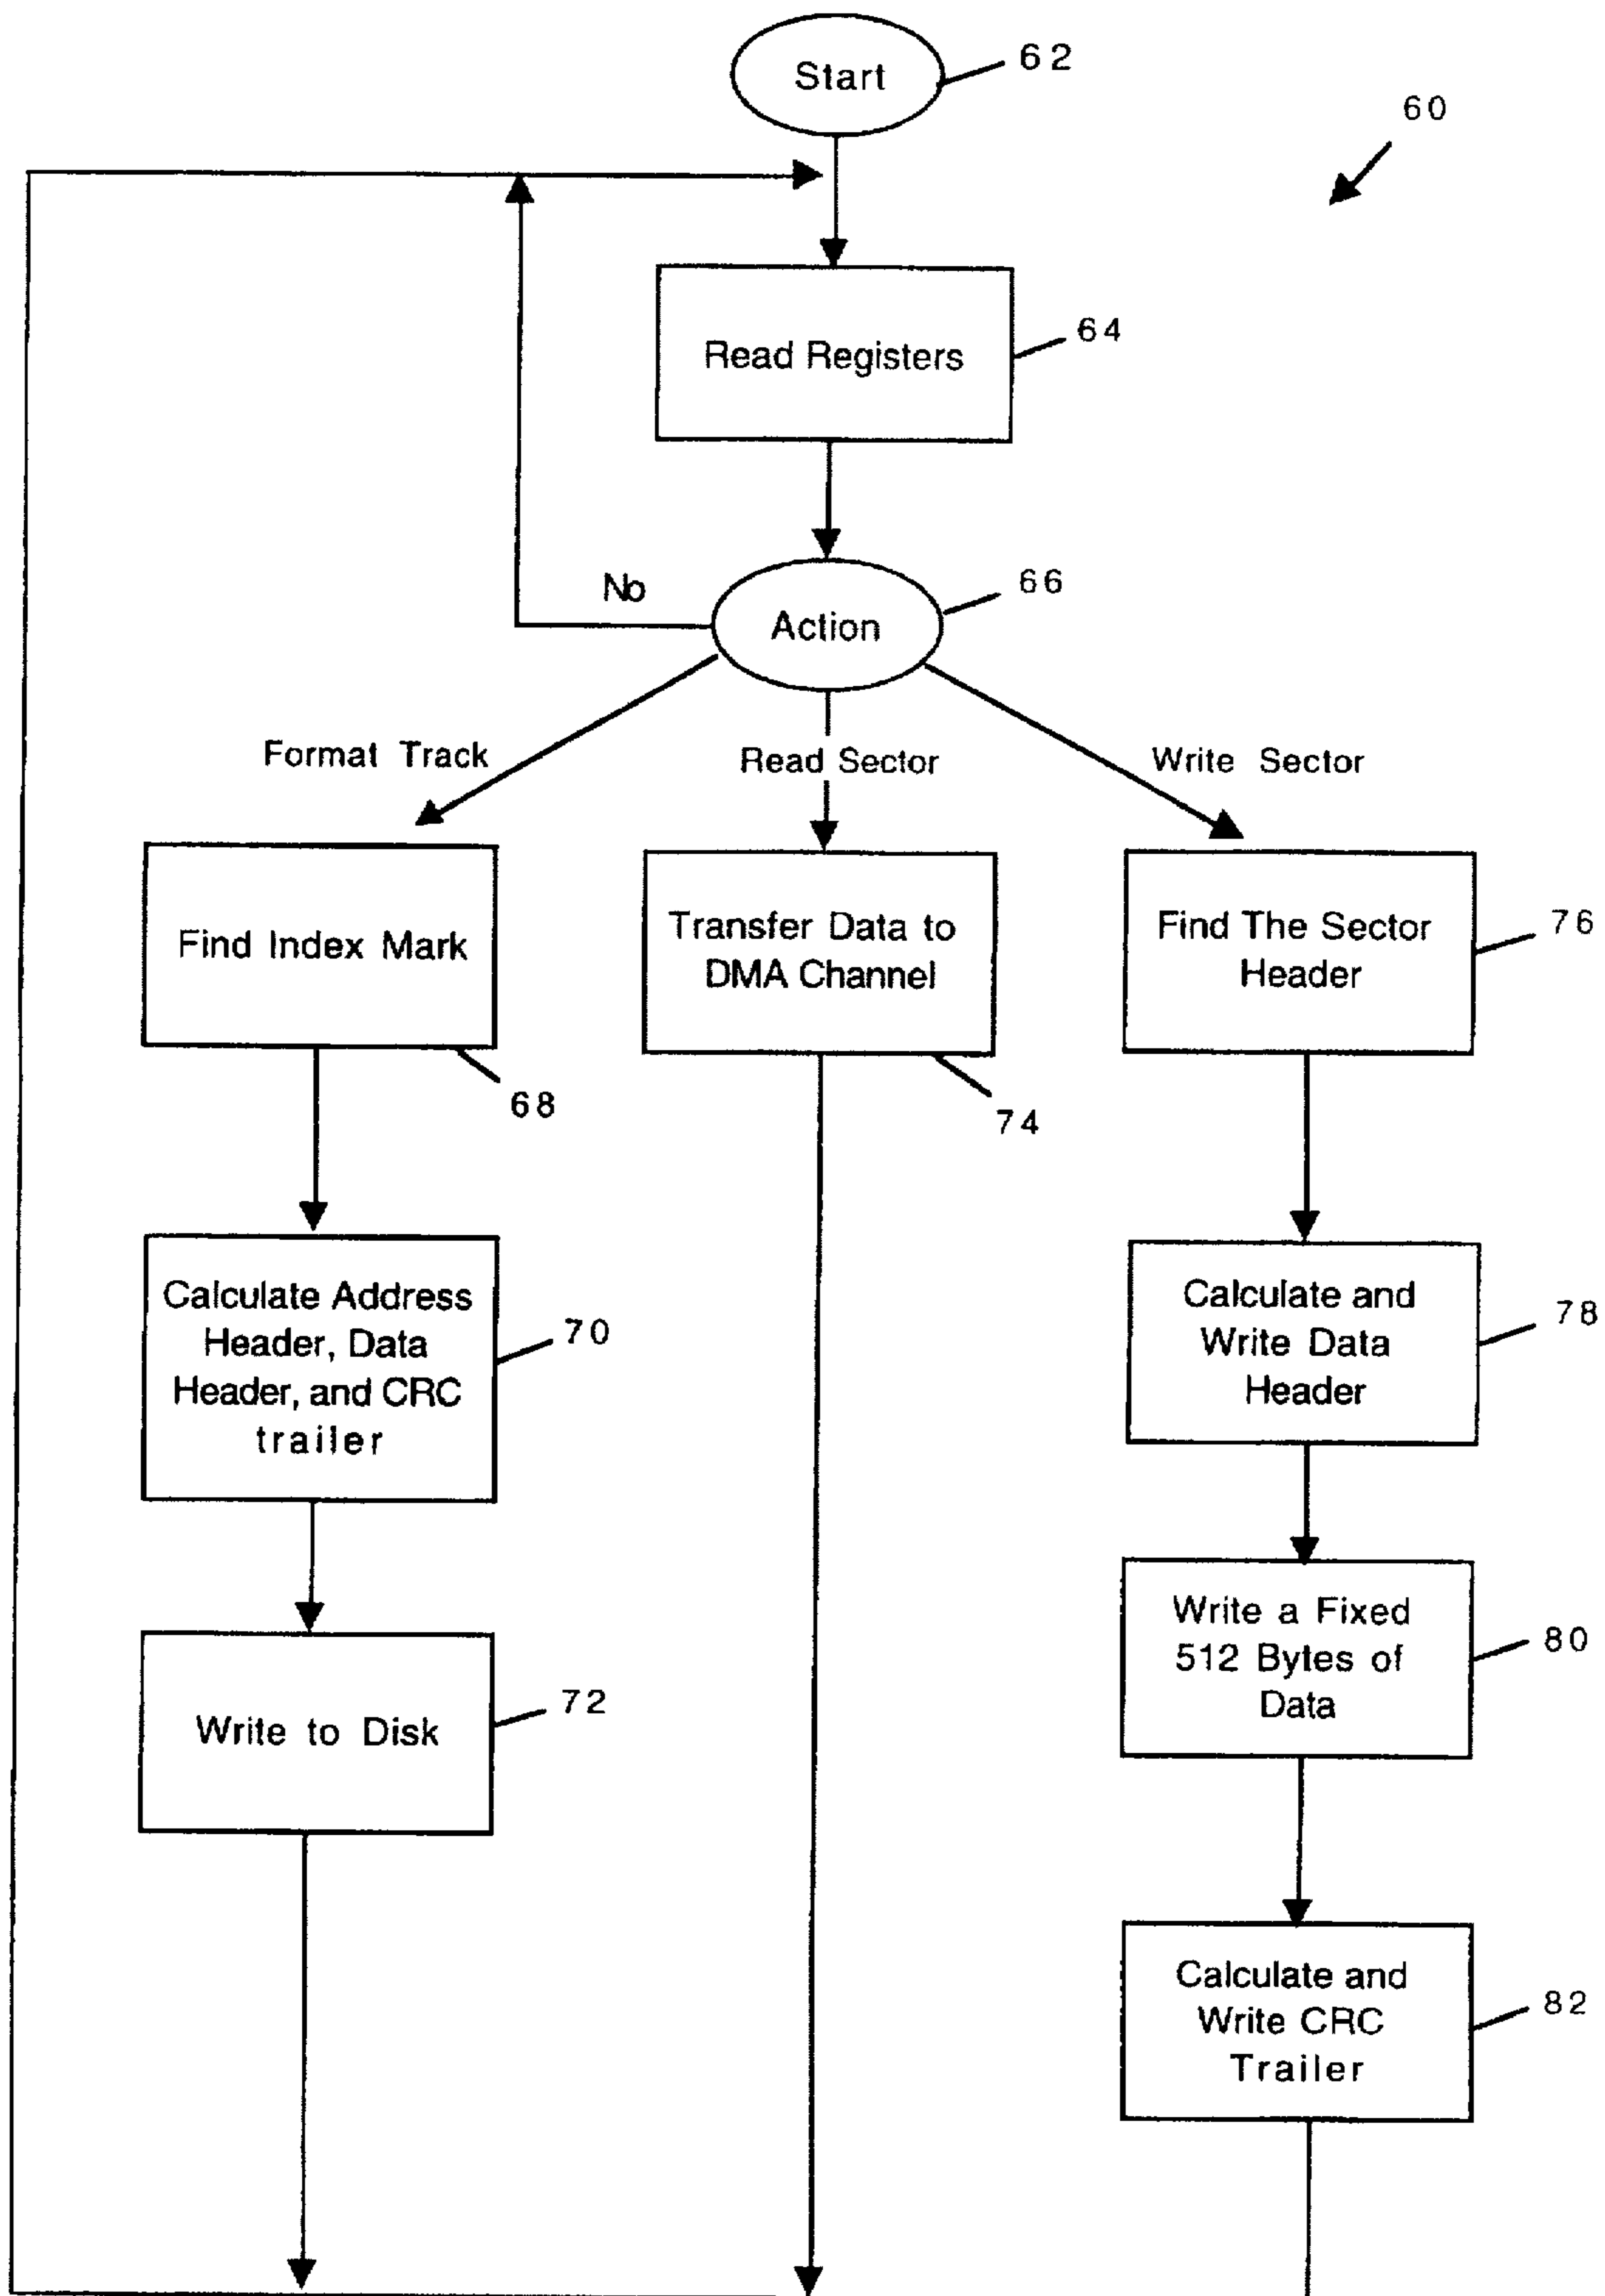 Start
62
60
Read Registers
64
No
Action
66
Format Track
Read Sector
Write Sector
Find Index Mark
68
Transfer Data to
DMA Channel
74
Find The Sector
Header
76
Calculate Address
Header, Data
Header, and CRC
trailer
70
Calculate and
Write Data
Header
78
Write to Disk
72
Write a Fixed
512 Bytes of
Data
80
Calculate and
Write CRC
Trailer
82